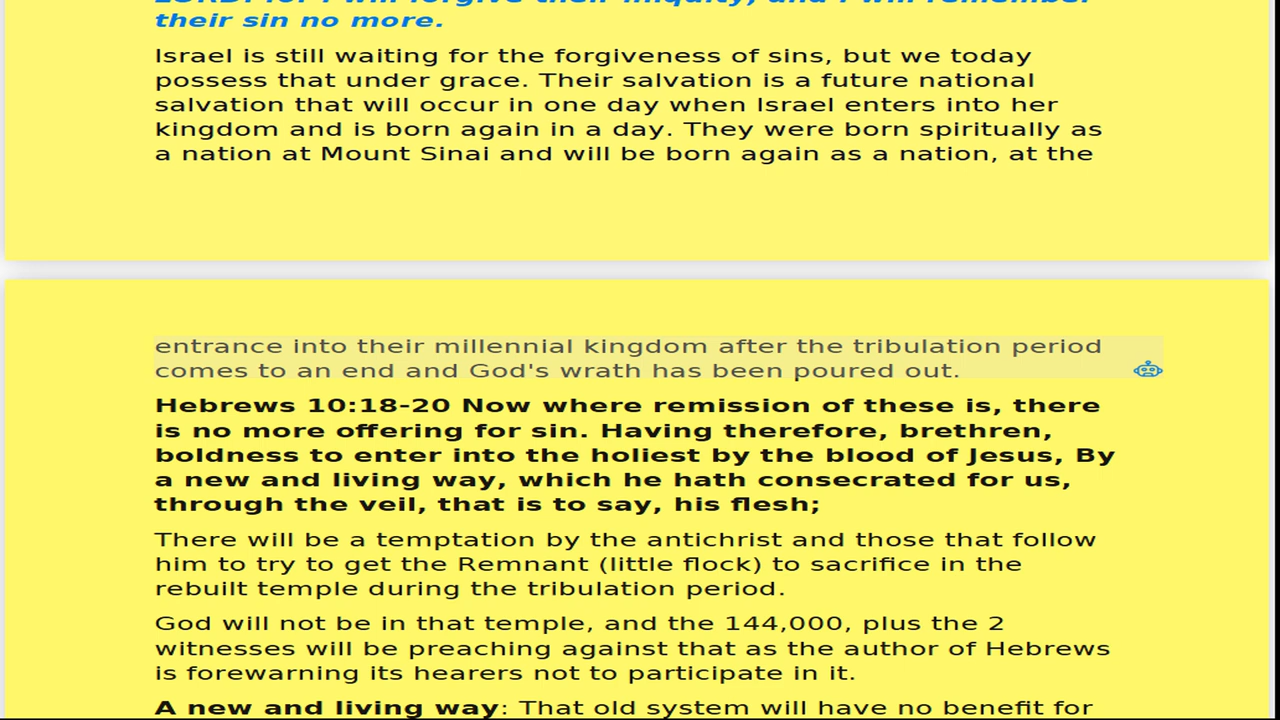 LORD: for I will forgive their iniquity, and I will remember
their sin no more.
Israel is still waiting for the forgiveness of sins, but we today
possess that under grace. Their salvation is a future national
salvation that will occur in one day when Israel enters into her
kingdom and is born again in a day. They were born spiritually as
a nation at Mount Sinai and will be born again as a nation, at the
entrance into their millennial kingdom after the tribulation period
comes to an end and God's wrath has been poured out.
Hebrews 10:18-20 Now where remission of these is, there
is no more offering for sin. Having therefore, brethren,
boldness to enter into the holiest by the blood of Jesus, By
a new and living way, which he hath consecrated for us,
through the veil, that is to say, his flesh;
There will be a temptation by the antichrist and those that follow
him to try to get the Remnant (little flock) to sacrifice in the
rebuilt temple during the tribulation period.
God will not be in that temple, and the 144,000, plus the 2
witnesses will be preaching against that as the author of Hebrews
is forewarning its hearers not to participate in it.
A new and living way: That old system will have no benefit for